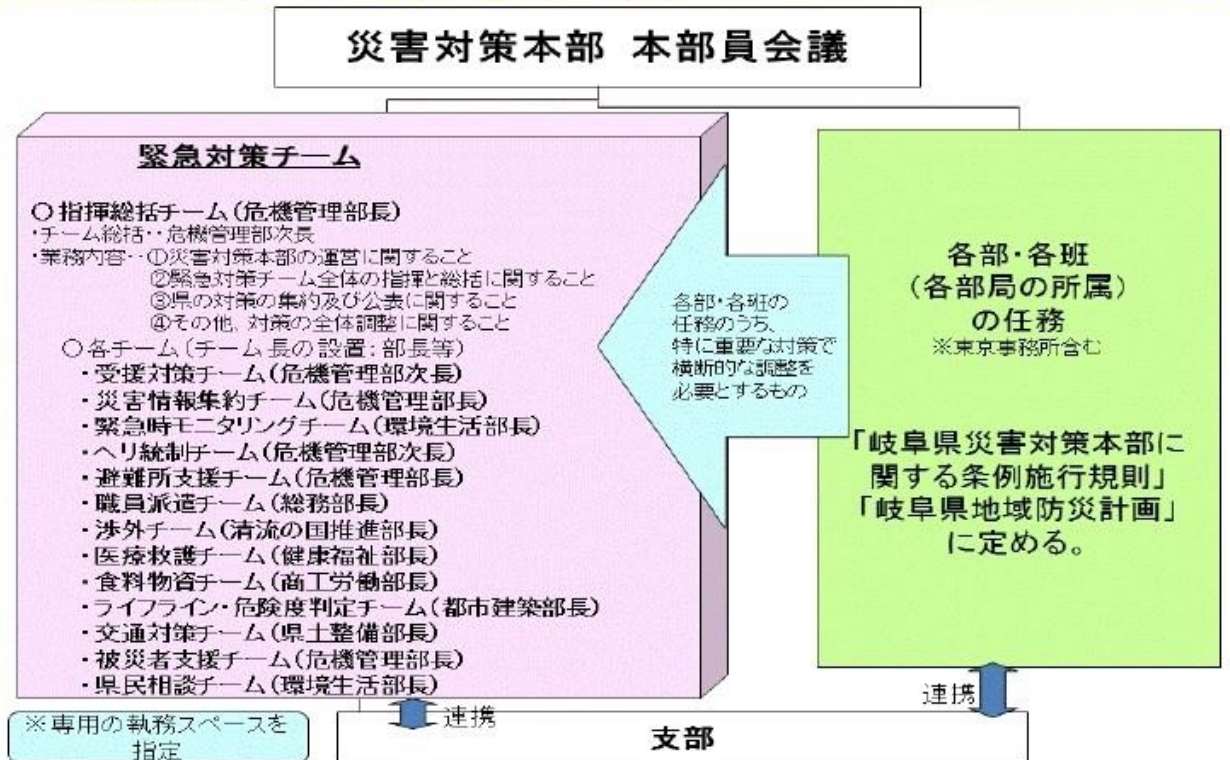 災害対策本部 本部員会議
緊急対策チーム
○指揮総括チーム(危機管理部長)
・チーム総括‥危機管理部次長
・業務内容‥①災害対策本部の運営に関すること
②緊急対策チーム全体の指揮と総括に関すること
③県の対策の集約及び公表に関すること
④その他、対策の全体調整に関すること
○各チーム(チーム長の設置:部長等)
・受援対策チーム(危機管理部次長)
・災害情報集約チーム(危機管理部長)
・緊急時モニタリングチーム(環境生活部長)
・ヘリ統制チーム(危機管理部次長)
・避難所支援チーム(危機管理部長)
・職員派遣チーム(総務部長)
・渉外チーム(清流の国推進部長)
・医療救護チーム(健康福祉部長)
・食料物資チーム(商工労働部長)
・ライフライン・危険度判定チーム(都市建築部長)
・交通対策チーム(県土整備部長)
・被災者支援チーム(危機管理部長)
・県民相談チーム(環境生活部長)
各部・各班の
任務のうち、
特に重要な対策で
横断的な調整を
必要とするもの
各部・各班
(各部局の所属)
の任務
※東京事務所含む
「岐阜県災害対策本部に
関する条例施行規則」
「岐阜県地域防災計画」
に定める。
※専用の執務スペースを
指定
連携
連携
支部